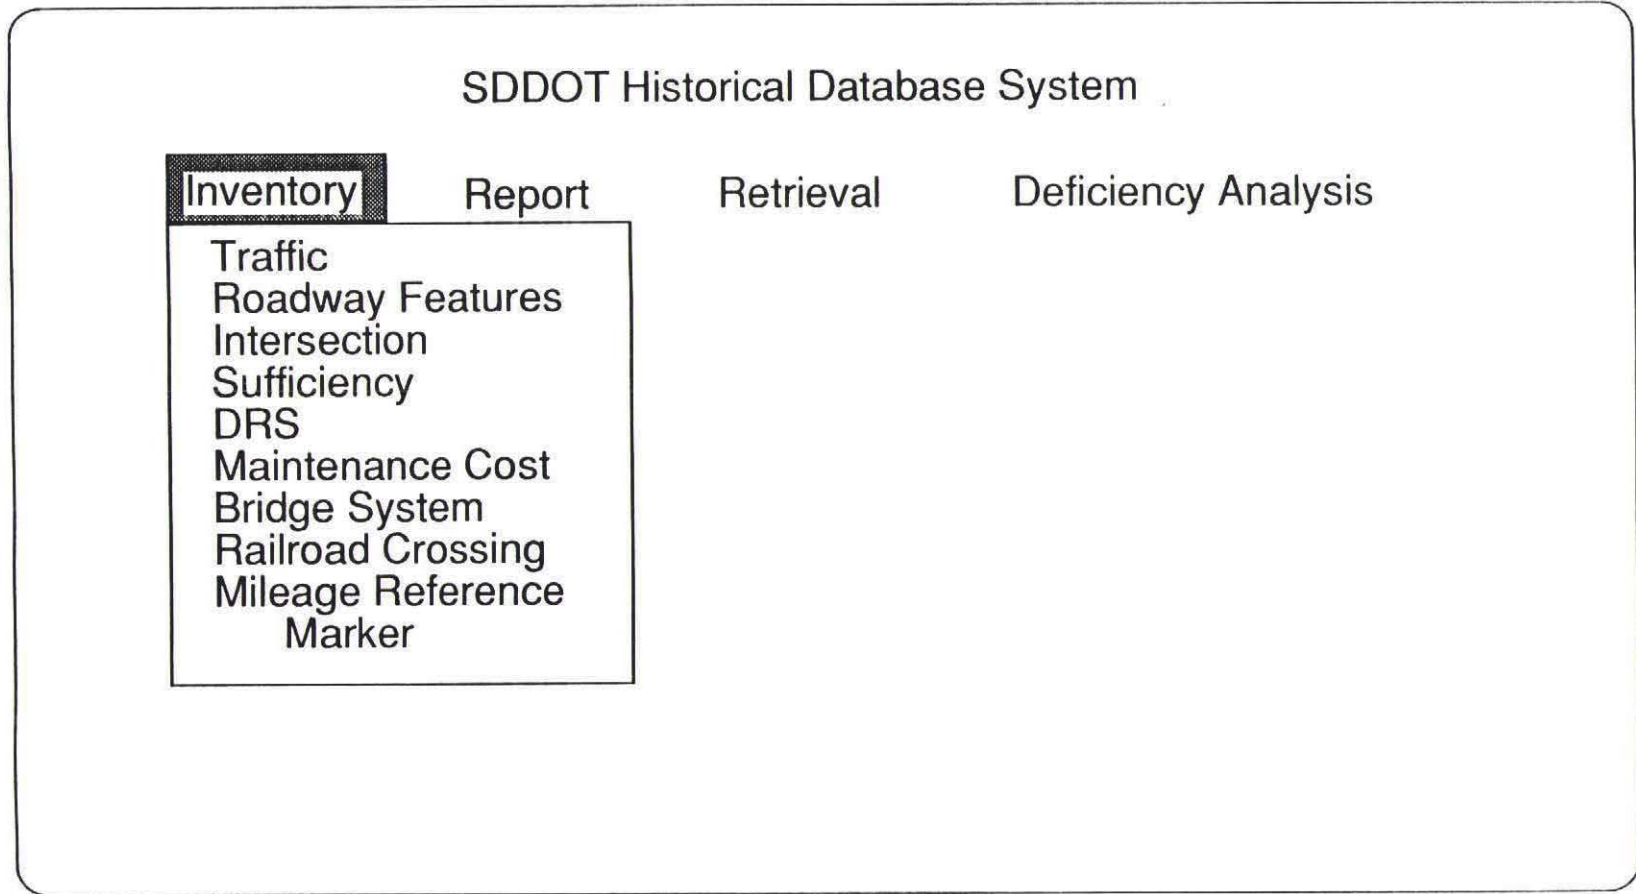 SDDOT Historical Database System
Inventory Report Retrieval Deficiency Analysis
Traffic
Roadway Features
Intersection
Sufficiency
DRS
Maintenance Cost
Bridge System
Railroad Crossing
Mileage Reference
Marker